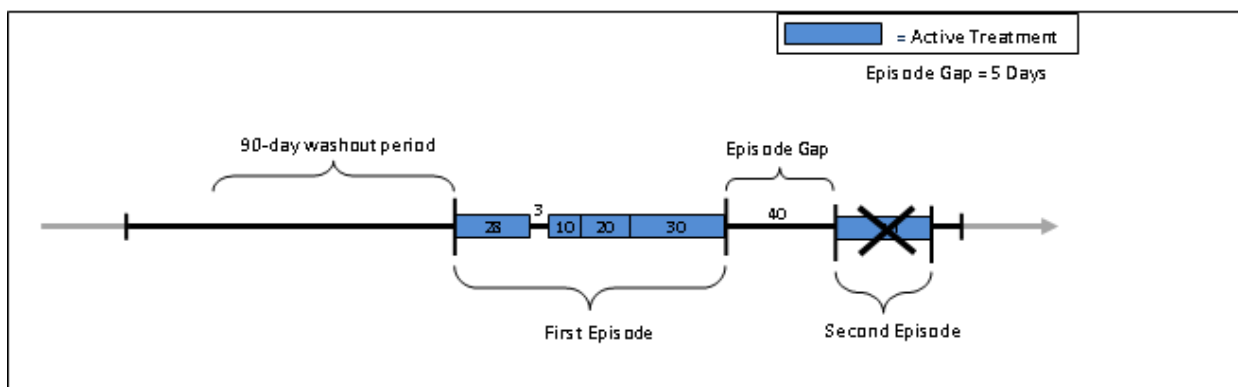 = Active Treatment
Episode Gap = 5 Days
90-day washout period
Episode Gap
3
40
28
10
20
30
First Episode
Second Episode